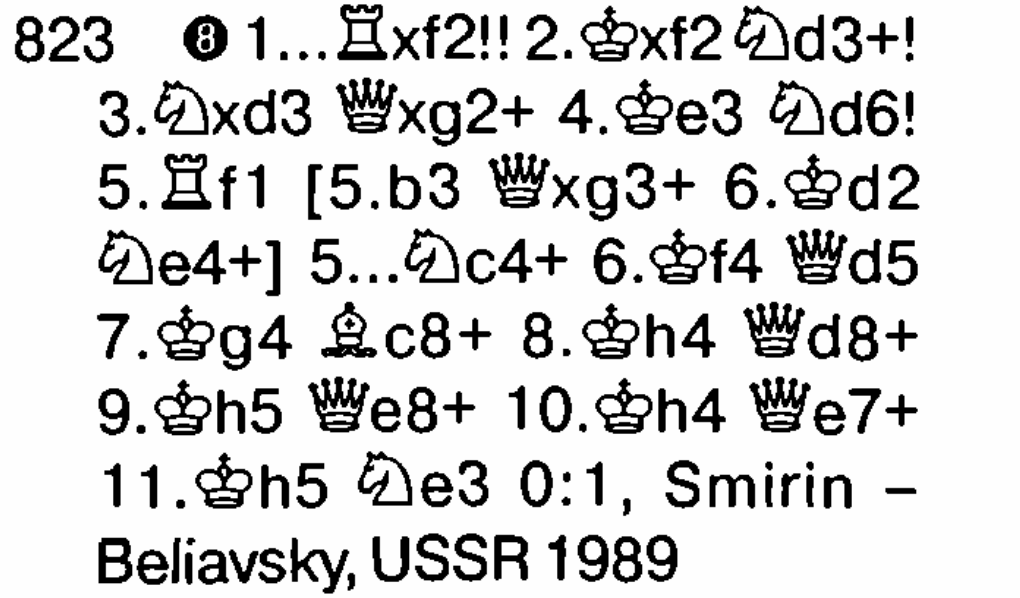 823 ❽ 1...♖xf2!! 2.♔xf2 ♘d3+!
3.♘xd3 ♕xg2+ 4.♔e3 ♘d6!
5.♖f1 [5.b3 ♕xg3+ 6.♔d2
♘e4+] 5...♘c4+ 6.♔f4 ♕d5
7.♔g4 ♗c8+ 8.♔h4 ♕d8+
9.♔h5 ♕e8+ 10.♔h4 ♕e7+
11.♔h5 ♘e3 0:1, Smirin –
Beliavsky, USSR 1989